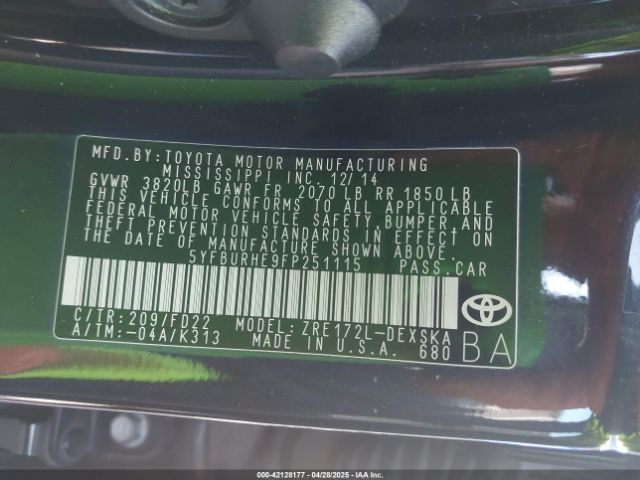 MFD. BY: TOYOTA MOTOR MANUFACTURING
MISSISSIPPI INC. 12/14
GVWR 3820LB GAWR FR 2070 LB RR 1850 LB
THIS VEHICLE CONFORMS TO ALL APPLICABLE
FEDERAL MOTOR VEHICLE SAFETY, BUMPER, AND
THEFT PREVENTION STANDARDS IN EFFECT ON
THE DATE OF MANUFACTURE SHOWN ABOVE.
5YFBURHE9FP251115 PASS. CAR
C/TR: 209/FD22 MODEL: ZRE172L-DEXSKA
A/TM: -04A/K313 MADE IN U.S.A. 680
BA
000-42128177 - 04/28/2025 - IAAI.com